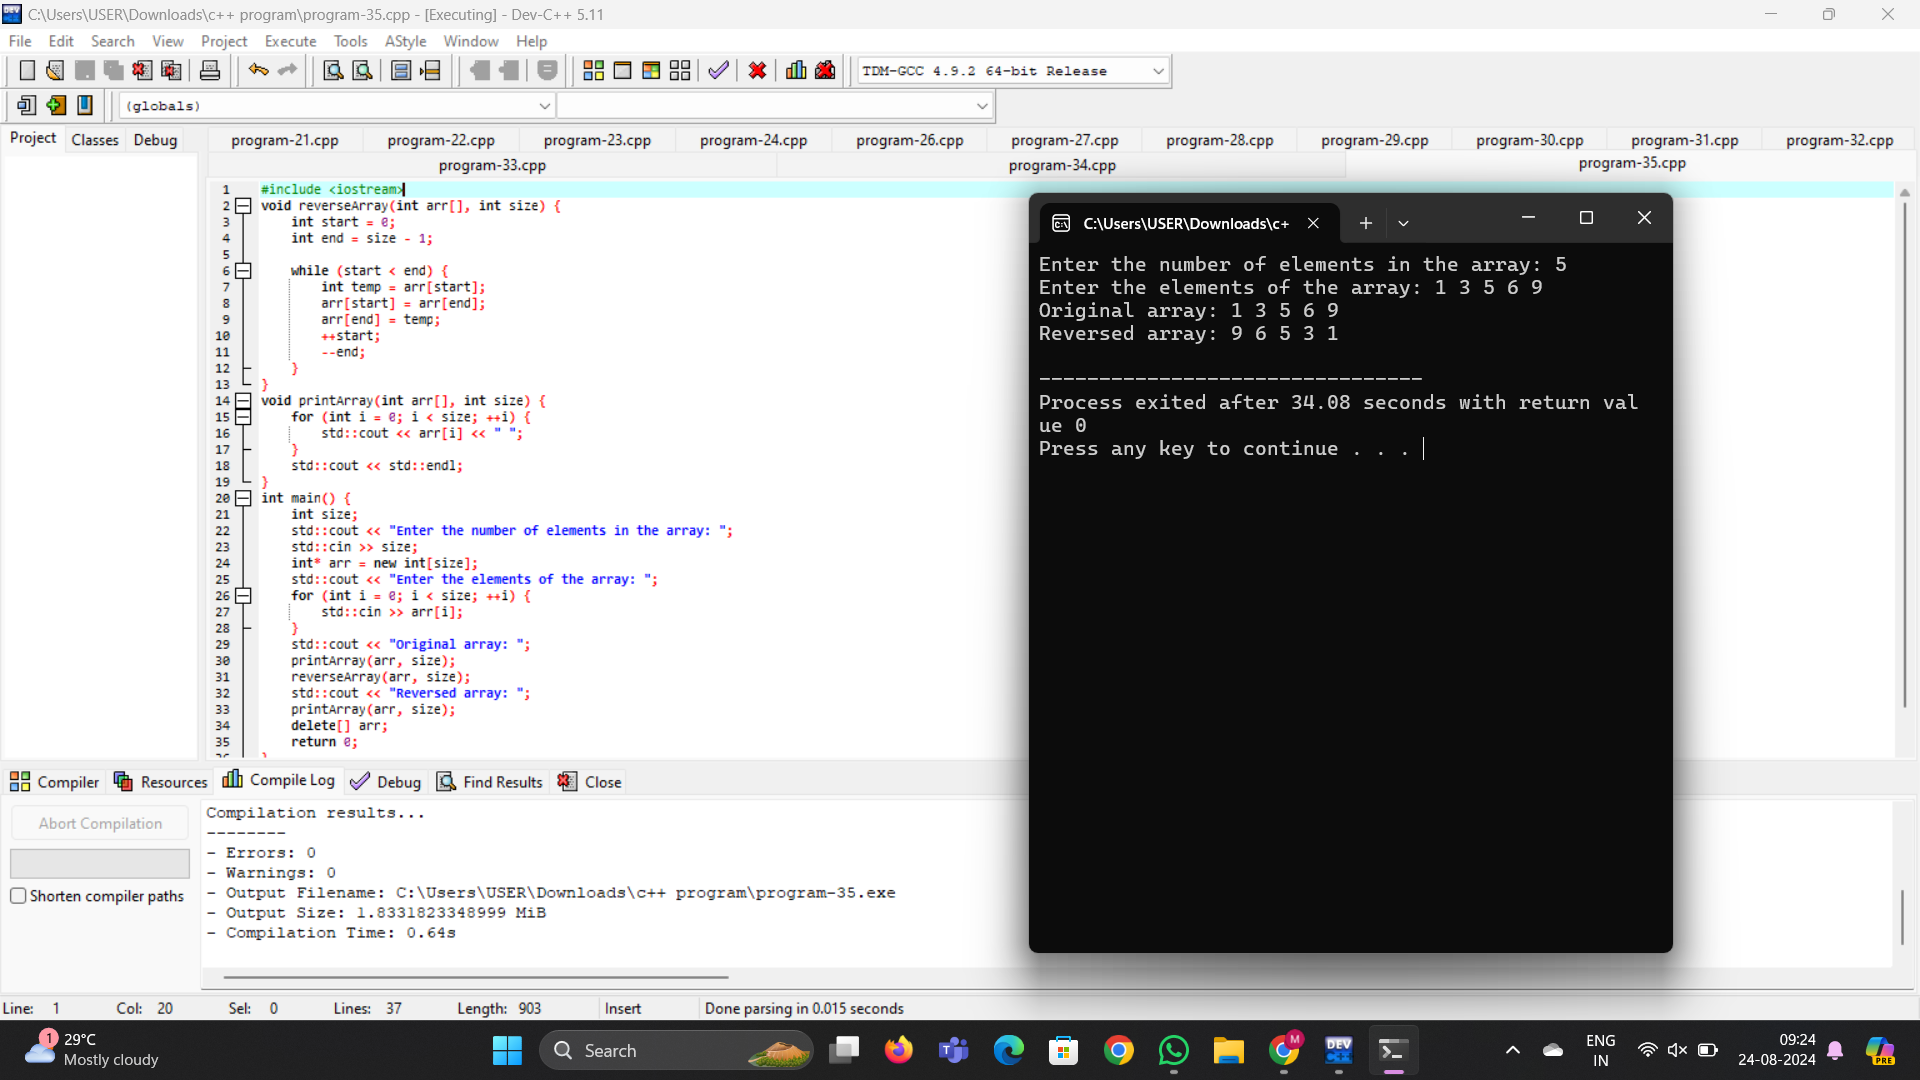 C:\Users\USER\Downloads\c++ program\program-35.cpp - [Executing] - Dev-C++ 5.11
File Edit Search View Project Execute Tools AStyle Window Help
TDM-GCC 4.9.2 64-bit Release
(globals)
Project Classes Debug
program-21.cpp program-22.cpp program-23.cpp program-24.cpp program-26.cpp program-27.cpp program-28.cpp program-29.cpp program-30.cpp program-31.cpp program-32.cpp
program-33.cpp program-34.cpp program-35.cpp
1 #include <iostream>
2 void reverseArray(int arr[], int size) {
3 int start = 0;
4 int end = size - 1;
5
6 while (start < end) {
7 int temp = arr[start];
8 arr[start] = arr[end];
9 arr[end] = temp;
10 ++start;
11 --end;
12 }
13 }
14 void printArray(int arr[], int size) {
15 for (int i = 0; i < size; ++i) {
16 std::cout << arr[i] << " ";
17 }
18 std::cout << std::endl;
19 }
20 int main() {
21 int size;
22 std::cout << "Enter the number of elements in the array: ";
23 std::cin >> size;
24 int* arr = new int[size];
25 std::cout << "Enter the elements of the array: ";
26 for (int i = 0; i < size; ++i) {
27 std::cin >> arr[i];
28 }
29 std::cout << "Original array: ";
30 printArray(arr, size);
31 reverseArray(arr, size);
32 std::cout << "Reversed array: ";
33 printArray(arr, size);
34 delete[] arr;
35 return 0;
C:\Users\USER\Downloads\c+
Enter the number of elements in the array: 5
Enter the elements of the array: 1 3 5 6 9
Original array: 1 3 5 6 9
Reversed array: 9 6 5 3 1
--------------------------------
Process exited after 34.08 seconds with return val
ue 0
Press any key to continue . . .
Compiler Resources Compile Log Debug Find Results Close
Abort Compilation
Shorten compiler paths
Compilation results...
--------
- Errors: 0
- Warnings: 0
- Output Filename: C:\Users\USER\Downloads\c++ program\program-35.exe
- Output Size: 1.8331823348999 MiB
- Compilation Time: 0.64s
Line: 1 Col: 20 Sel: 0 Lines: 37 Length: 903 Insert Done parsing in 0.015 seconds
1
29°C
Mostly cloudy
Search
M
DEV
ENG
IN
09:24
24-08-2024
PRE